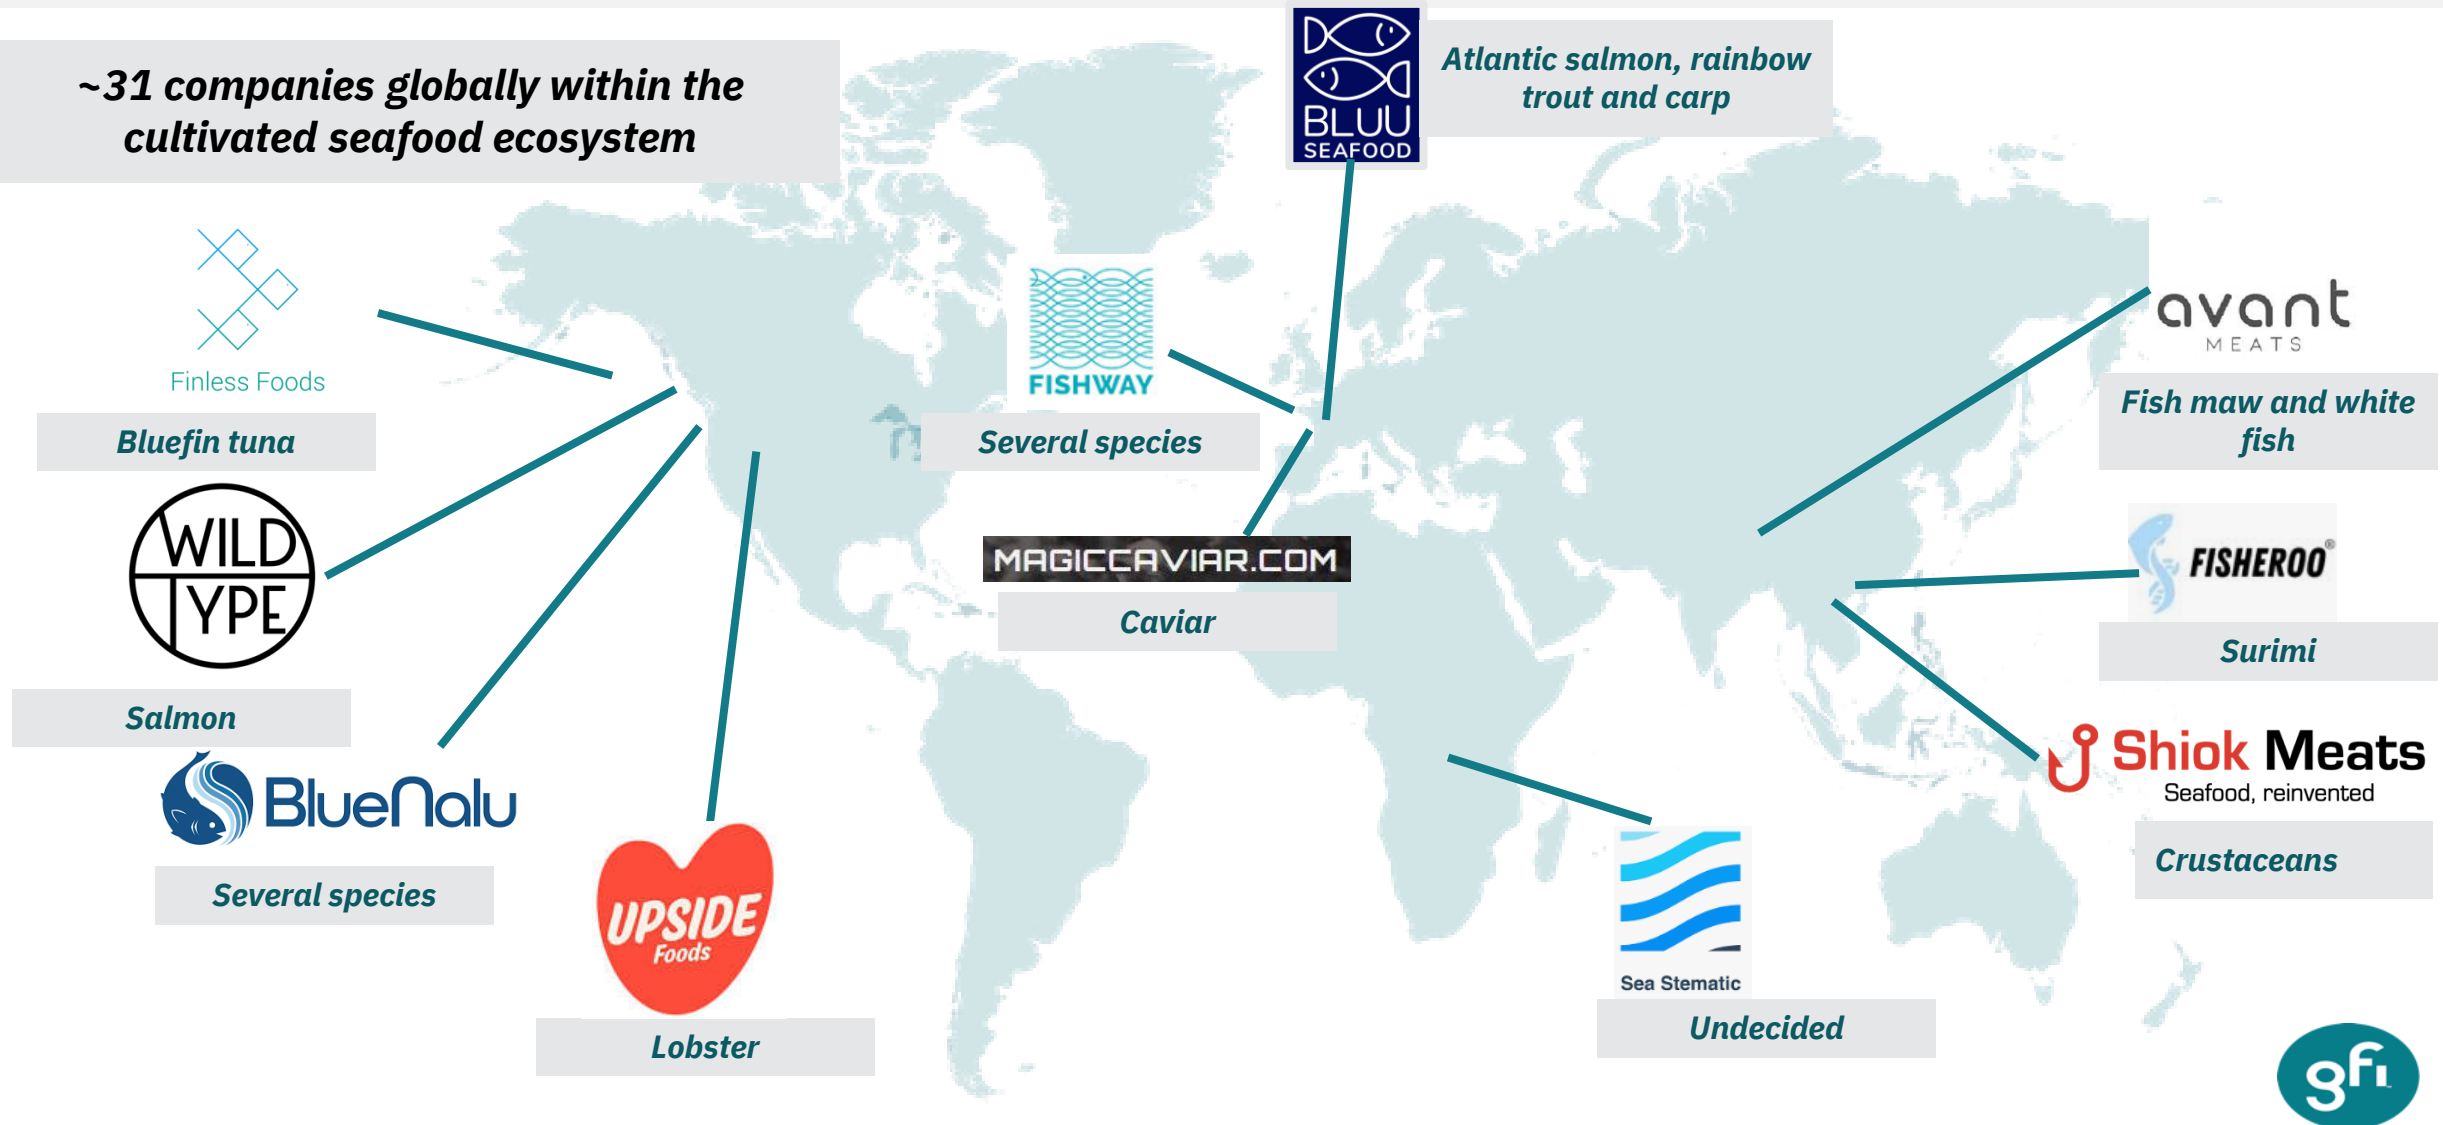 ~31 companies globally within the
cultivated seafood ecosystem
BLUU
SEAFOOD
Atlantic salmon, rainbow
trout and carp
Finless Foods
Bluefin tuna
FISHWAY
Several species
avant
MEATS
Fish maw and white
fish
WILD
TYPE
Salmon
MAGICCAVIAR.COM
Caviar
FISHEROO®
Surimi
BlueNalu
Several species
Shiok Meats
Seafood, reinvented
Crustaceans
UPSIDE
Foods
Lobster
Sea Stematic
Undecided
gfi